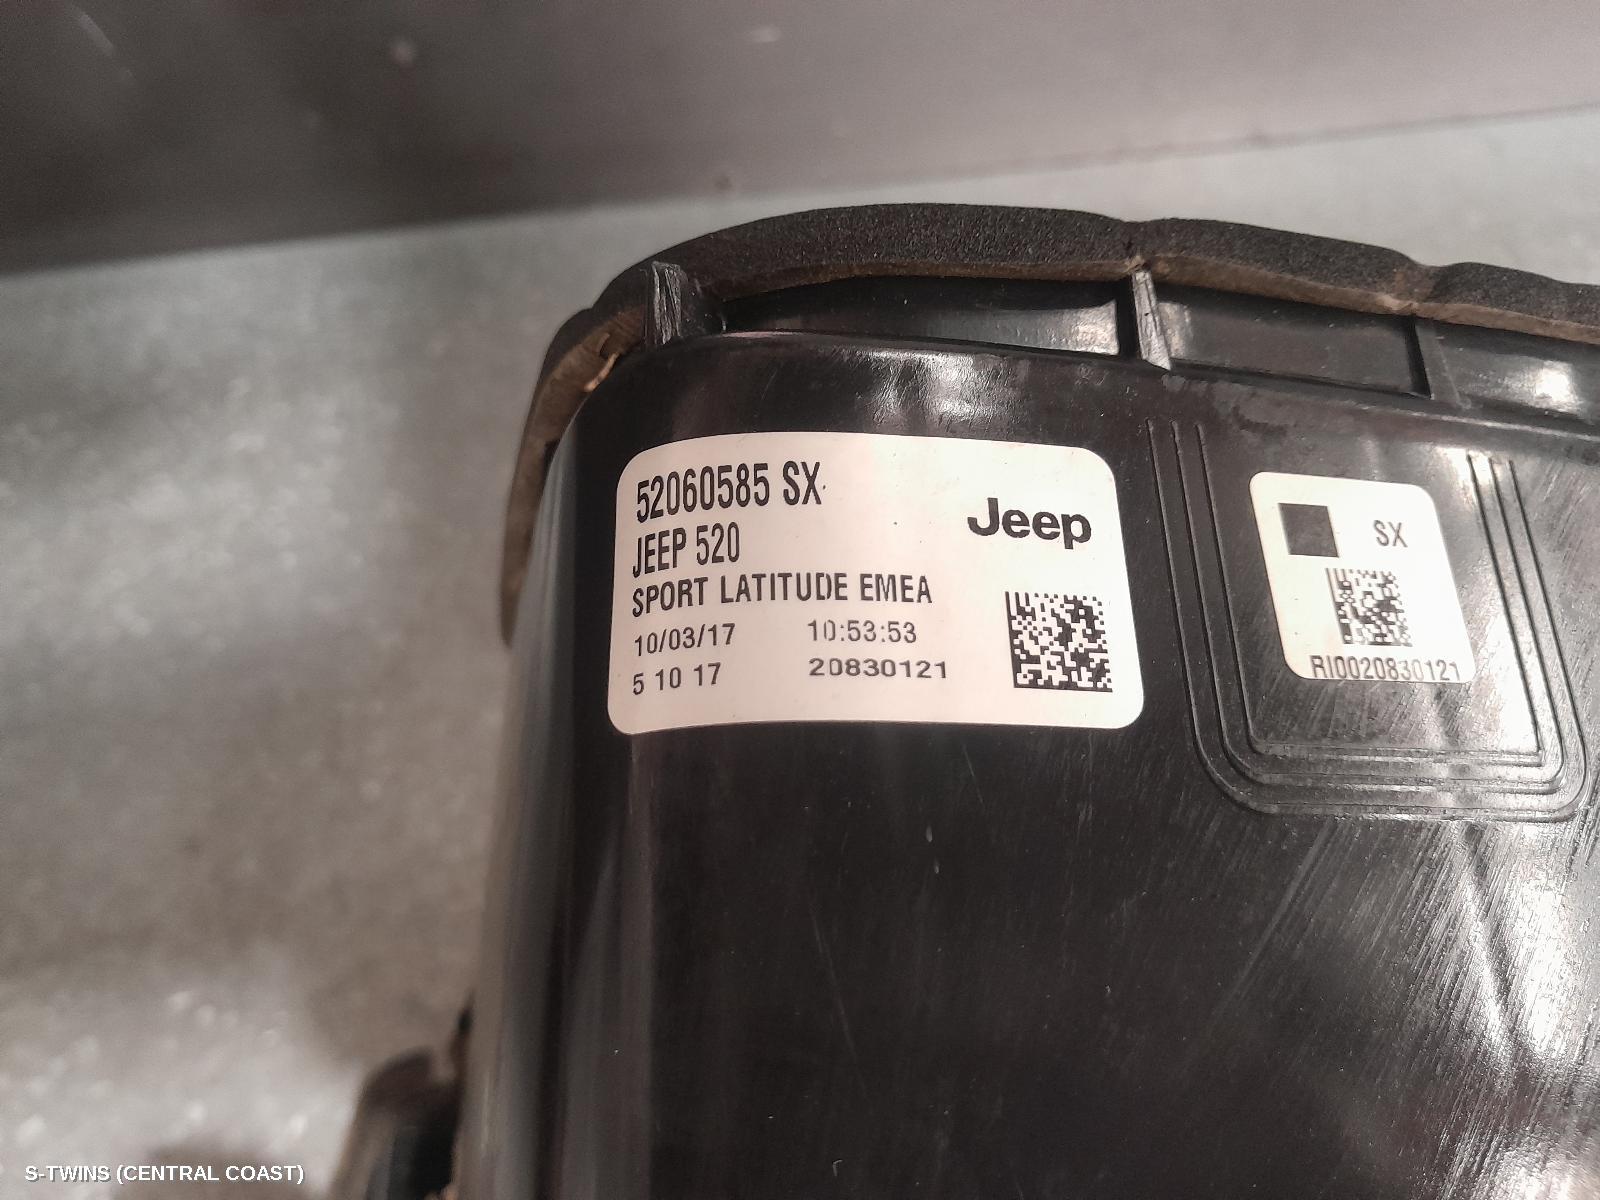 52060585 SX
JEEP 520
SPORT LATITUDE EMEA
10/03/17 10:53:53
5 10 17 20830121
Jeep
SX
RI0020830121
S-TWINS (CENTRAL COAST)